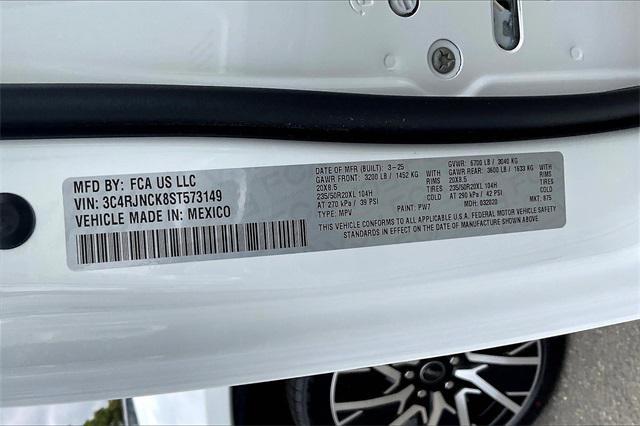 MFD BY: FCA US LLC
VIN: 3C4RJNCK8ST573149
VEHICLE MADE IN: MEXICO
DATE OF MFR (BUILT): 3-25
GAWR FRONT: 3200 LB / 1452 KG WITH
20X8.5 RIMS
235/50R20XL 104H
AT 270 kPa / 39 PSI COLD
TYPE: MPV PAINT: PW7
GVWR: 6700 LB / 3040 KG
GAWR REAR: 3600 LB / 1633 KG WITH
20X8.5 RIMS
235/50R20XL 104H
AT 290 kPa / 42 PSI COLD
MDH: 032020 MKT: 675
THIS VEHICLE CONFORMS TO ALL APPLICABLE U.S.A. FEDERAL MOTOR VEHICLE SAFETY
STANDARDS IN EFFECT ON THE DATE OF MANUFACTURE SHOWN ABOVE